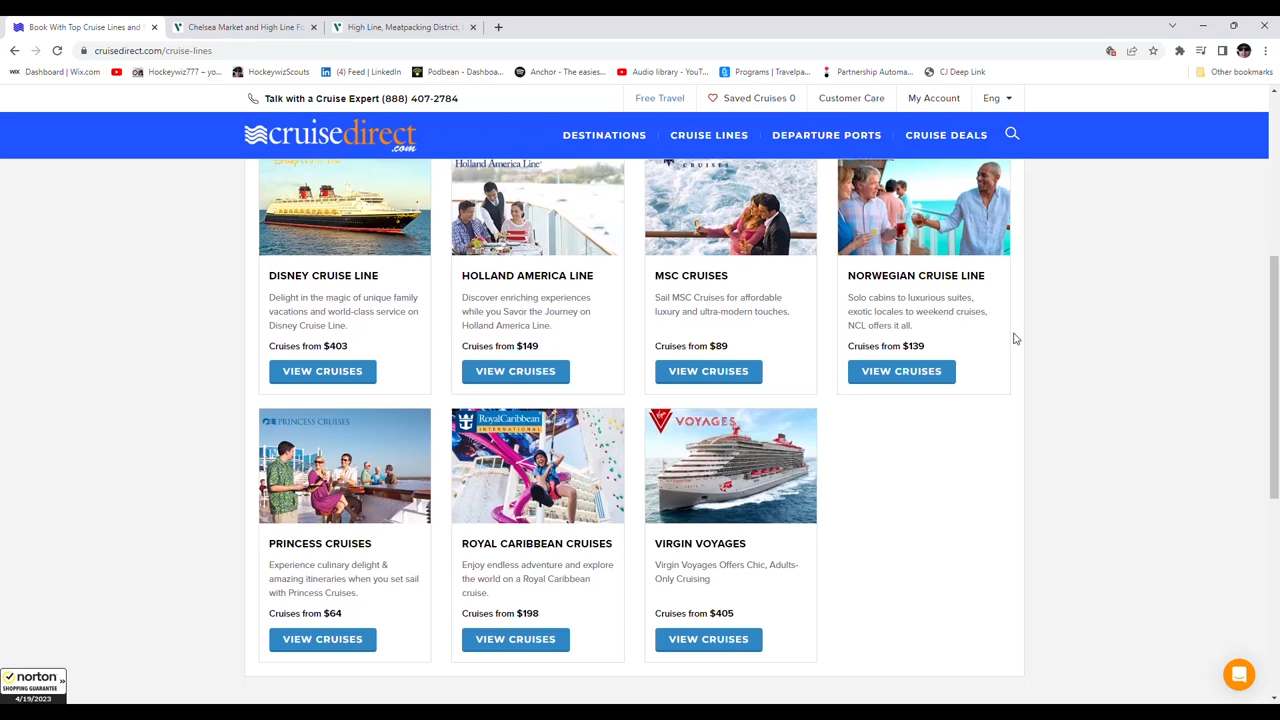 Book With Top Cruise Lines and
Chelsea Market and High Line Fo
High Line, Meatpacking District,
cruisedirect.com/cruise-lines
Dashboard | Wix.com
Hockeywiz777 – yo...
HockeywizScouts
(4) Feed | LinkedIn
Podbean - Dashboa...
Anchor - The easies...
Audio library - YouT...
Programs | Travelpa...
Partnership Automa...
CJ Deep Link
Other bookmarks
Talk with a Cruise Expert (888) 407-2784
Free Travel
Saved Cruises 0
Customer Care
My Account
Eng
cruisedirect
.com
DESTINATIONS
CRUISE LINES
DEPARTURE PORTS
CRUISE DEALS
Holland America Line
CRUISES
DISNEY CRUISE LINE
Delight in the magic of unique family
vacations and world-class service on
Disney Cruise Line.
Cruises from $403
VIEW CRUISES
HOLLAND AMERICA LINE
Discover enriching experiences
while you Savor the Journey on
Holland America Line.
Cruises from $149
VIEW CRUISES
MSC CRUISES
Sail MSC Cruises for affordable
luxury and ultra-modern touches.
Cruises from $89
VIEW CRUISES
NORWEGIAN CRUISE LINE
Solo cabins to luxurious suites,
exotic locales to weekend cruises,
NCL offers it all.
Cruises from $139
VIEW CRUISES
PRINCESS CRUISES
PRINCESS CRUISES
Experience culinary delight &
amazing itineraries when you set sail
with Princess Cruises.
Cruises from $64
VIEW CRUISES
RoyalCaribbean
INTERNATIONAL
ROYAL CARIBBEAN CRUISES
Enjoy endless adventure and explore
the world on a Royal Caribbean
cruise.
Cruises from $198
VIEW CRUISES
VOYAGES
VIRGIN VOYAGES
Virgin Voyages Offers Chic, Adults-
Only Cruising
Cruises from $405
VIEW CRUISES
norton
SHOPPING GUARANTEE
4/19/2023